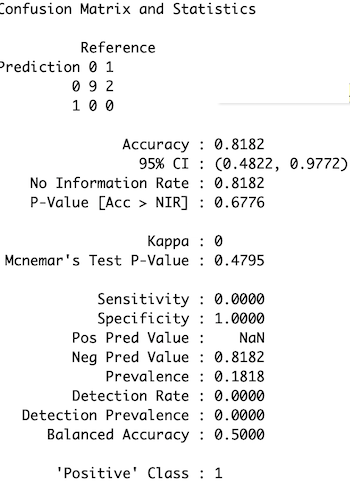 Confusion Matrix and Statistics
Reference
Prediction 0 1
0 9 2
1 0 0
Accuracy : 0.8182
95% CI : (0.4822, 0.9772)
No Information Rate : 0.8182
P-Value [Acc > NIR] : 0.6776
Kappa : 0
Mcnemar's Test P-Value : 0.4795
Sensitivity : 0.0000
Specificity : 1.0000
Pos Pred Value : NaN
Neg Pred Value : 0.8182
Prevalence : 0.1818
Detection Rate : 0.0000
Detection Prevalence : 0.0000
Balanced Accuracy : 0.5000
'Positive' Class : 1